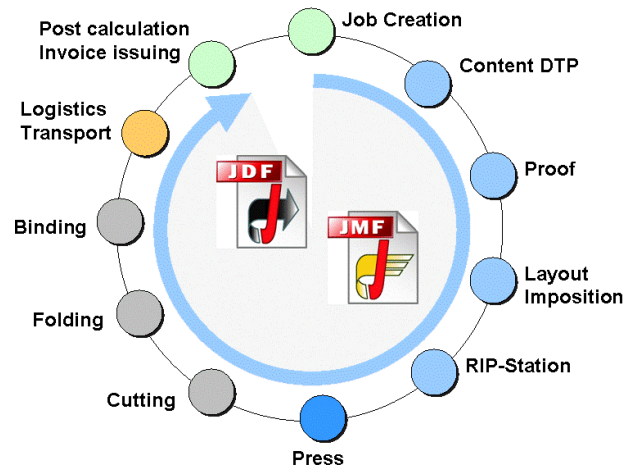 Job Creation
Post calculation
Invoice issuing
Content DTP
Logistics
Transport
Proof
JDF
Binding
JMF
Layout
Imposition
Folding
RIP-Station
Cutting
Press